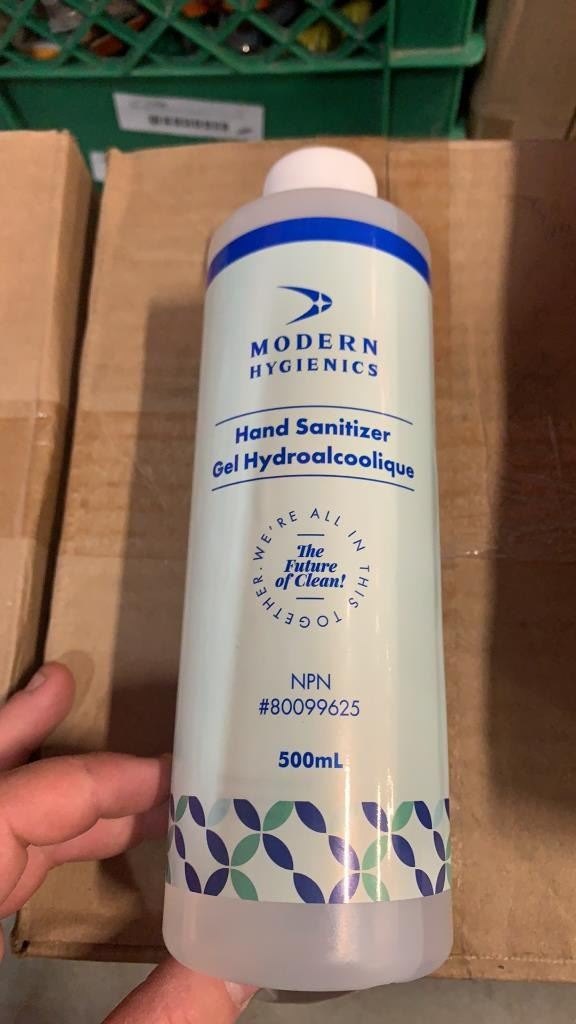 MODERN
HYGIENICS
Hand Sanitizer
Gel Hydroalcoolique
WE'RE ALL IN THIS TOGETHER.
The
Future
of Clean!
NPN
#80099625
500mL